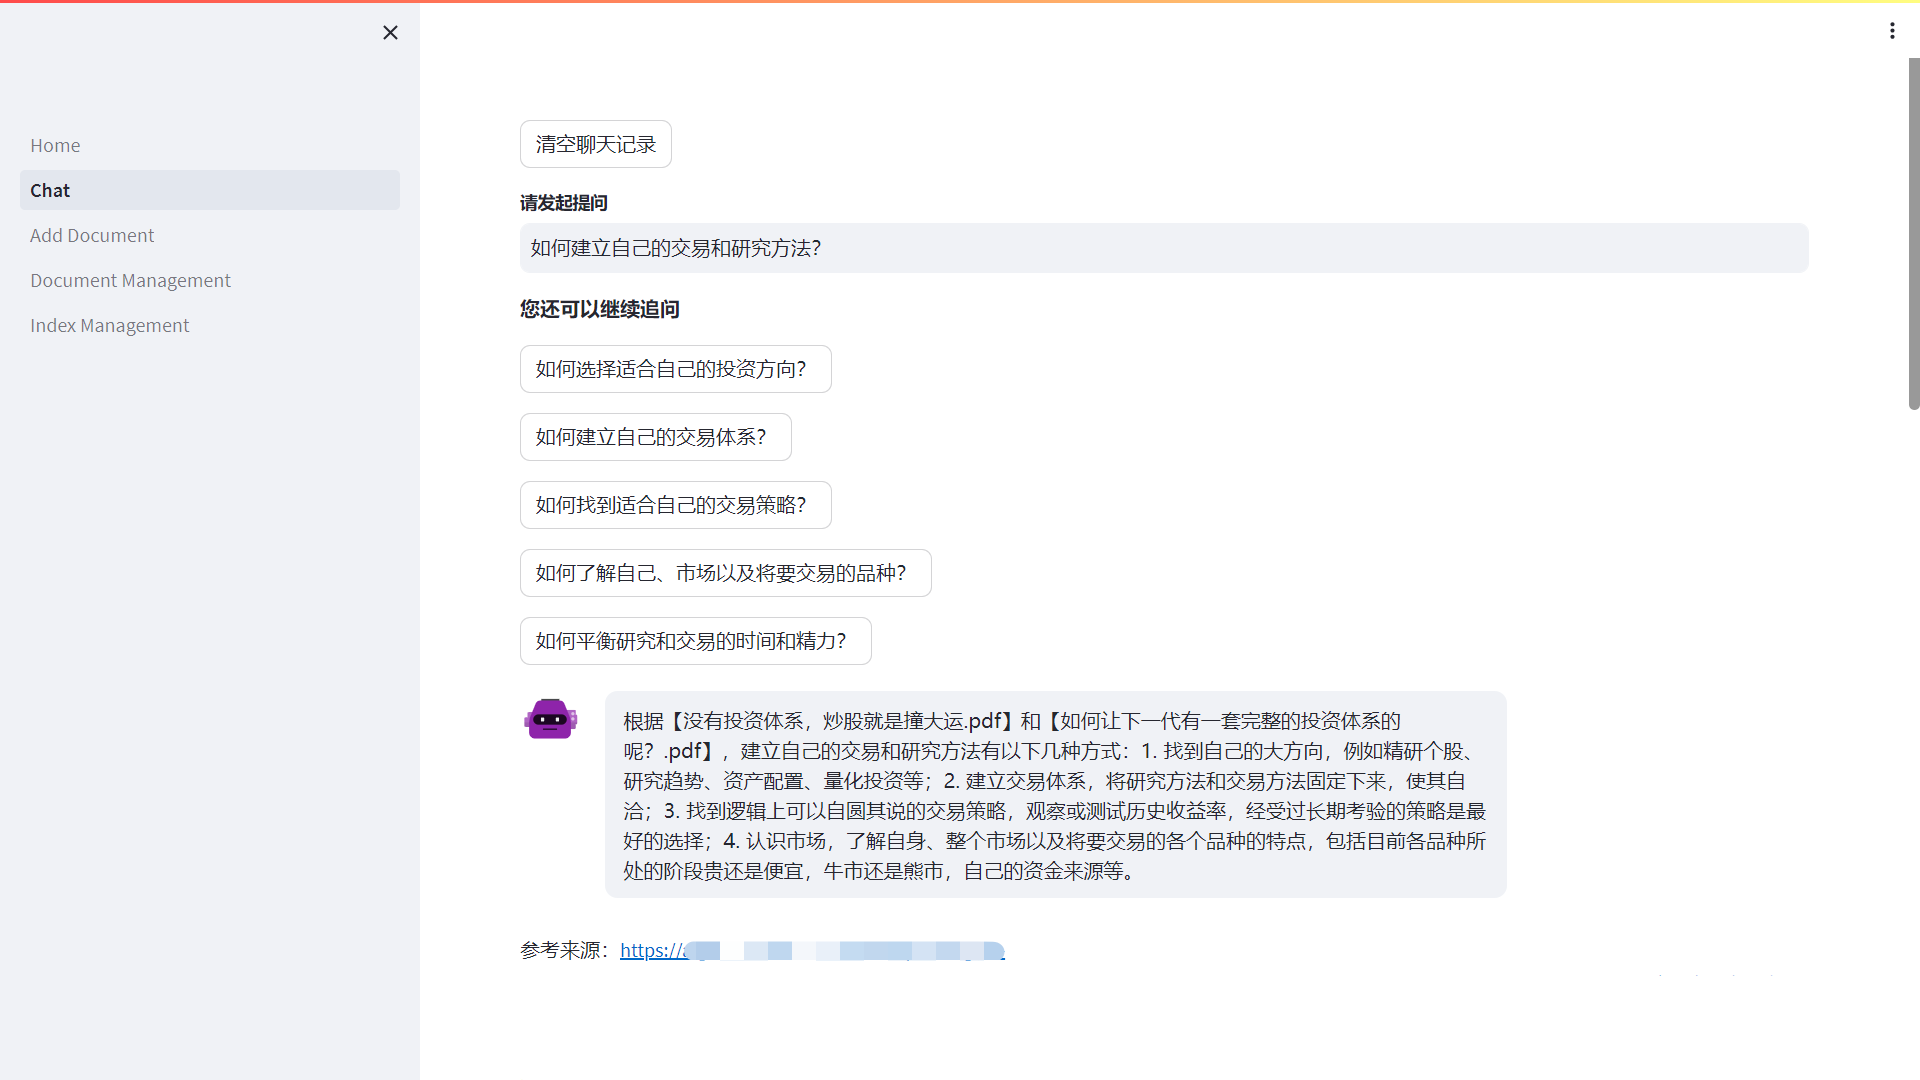 Home
Chat
Add Document
Document Management
Index Management
清空聊天记录
请发起提问
如何建立自己的交易和研究方法?
您还可以继续追问
如何选择适合自己的投资方向?
如何建立自己的交易体系?
如何找到适合自己的交易策略?
如何了解自己、市场以及将要交易的品种?
如何平衡研究和交易的时间和精力?
根据【没有投资体系，炒股就是撞大运.pdf】和【如何让下一代有一套完整的投资体系的
呢？.pdf】，建立自己的交易和研究方法有以下几种方式：1. 找到自己的大方向，例如精研个股、
研究趋势、资产配置、量化投资等；2. 建立交易体系，将研究方法和交易方法固定下来，使其自
洽；3. 找到逻辑上可以自圆其说的交易策略，观察或测试历史收益率，经受过长期考验的策略是最
好的选择；4. 认识市场，了解自身、整个市场以及将要交易的各个品种的特点，包括目前各品种所
处的阶段贵还是便宜，牛市还是熊市，自己的资金来源等。
参考来源：https://